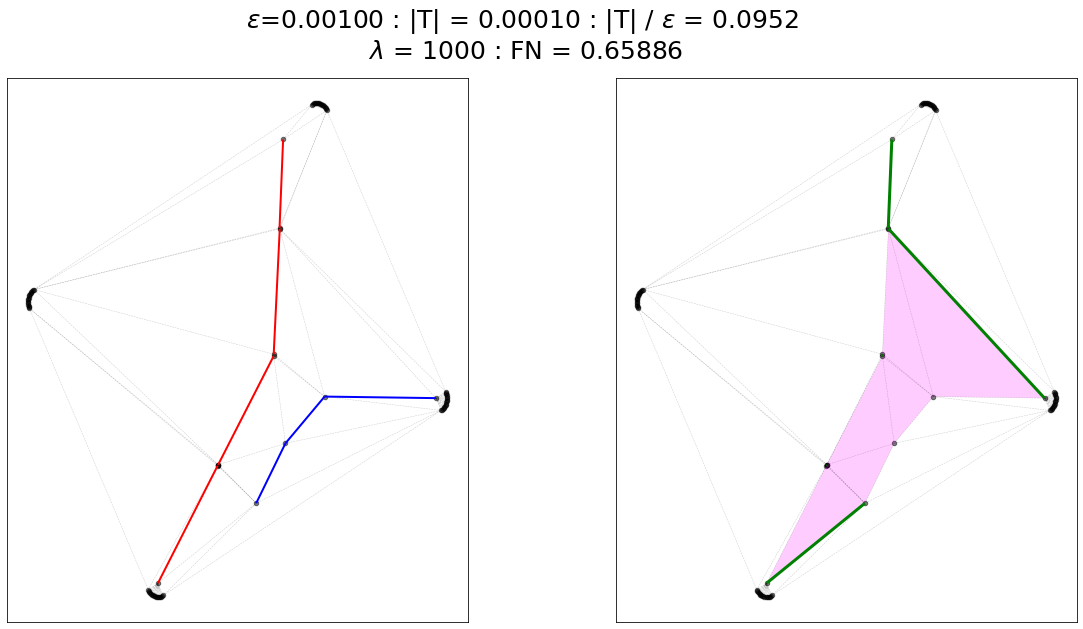 ε=0.00100 : |T| = 0.00010 : |T| / ε = 0.0952
λ = 1000 : FN = 0.65886